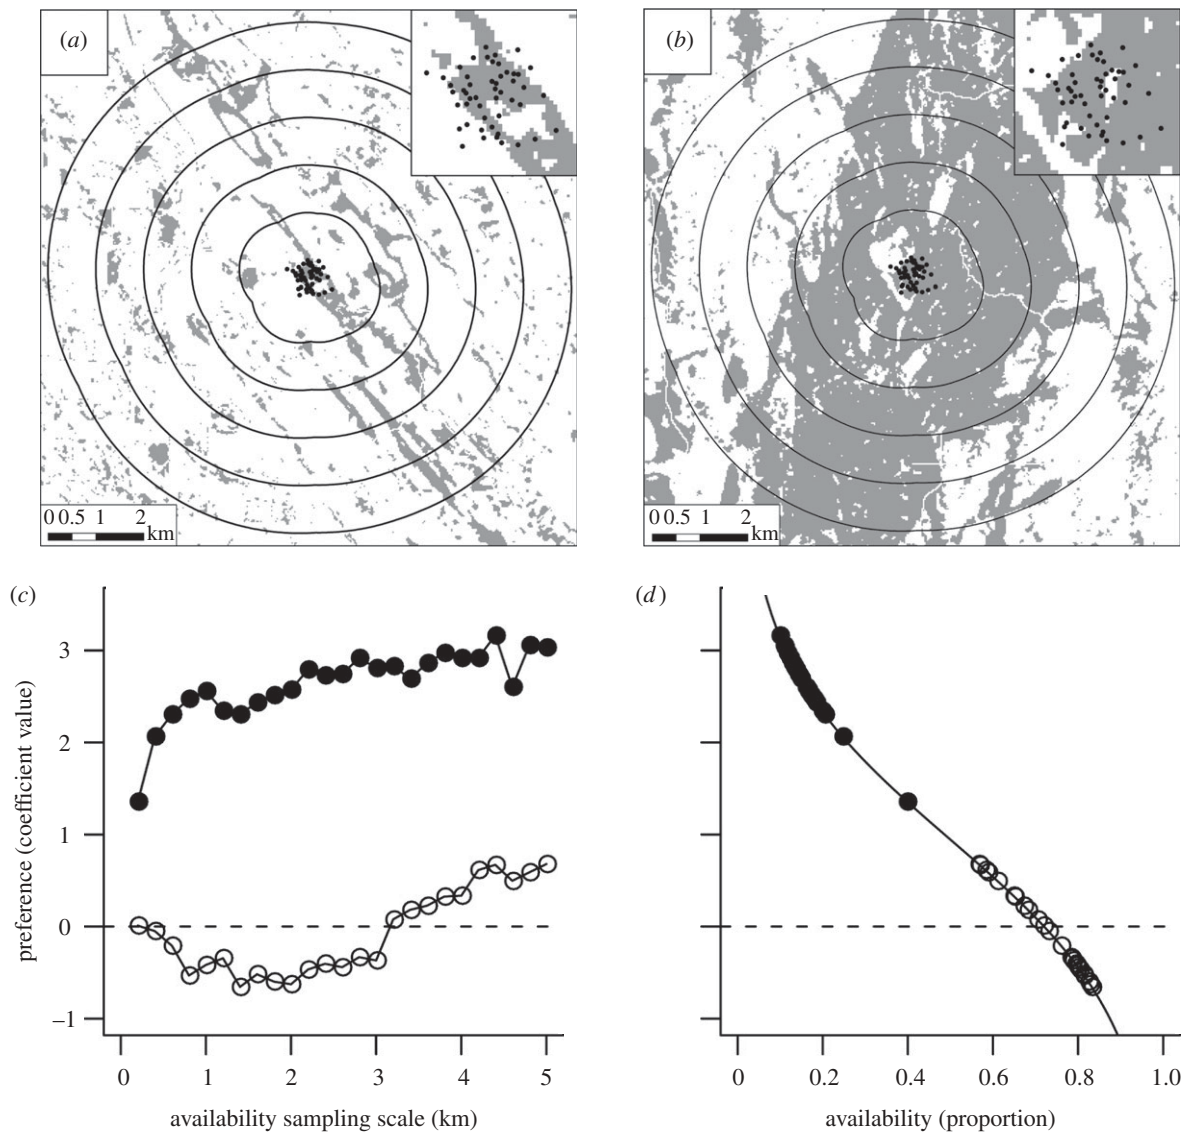 (a)
(b)
0 0.5 1 2
km
0 0.5 1 2
km
(c)
(d)
preference (coefficient value)
3
2
1
0
–1
0 1 2 3 4 5
availability sampling scale (km)
0 0.2 0.4 0.6 0.8 1.0
availability (proportion)